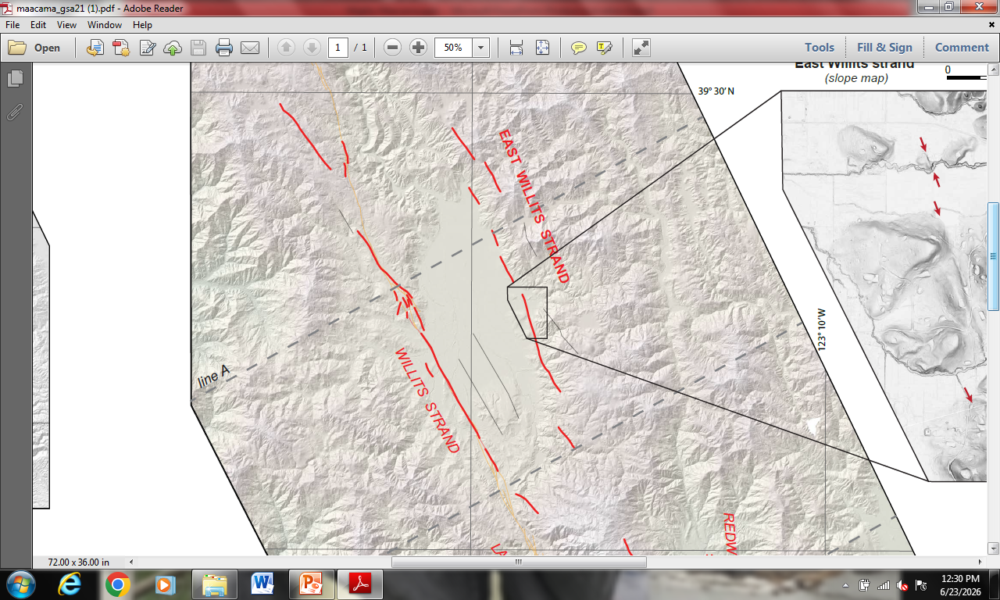 maacama_gsa21 (1).pdf - Adobe Reader
File Edit View Window Help
Open
1 / 1
50%
Tools Fill & Sign Comment
East Willits strand
(slope map)
0
39° 30' N
EAST WILLITS STRAND
123° 10'W
line A
WILLITS STRAND
REDW
LA
72.00 x 36.00 in
12:30 PM
6/23/2026